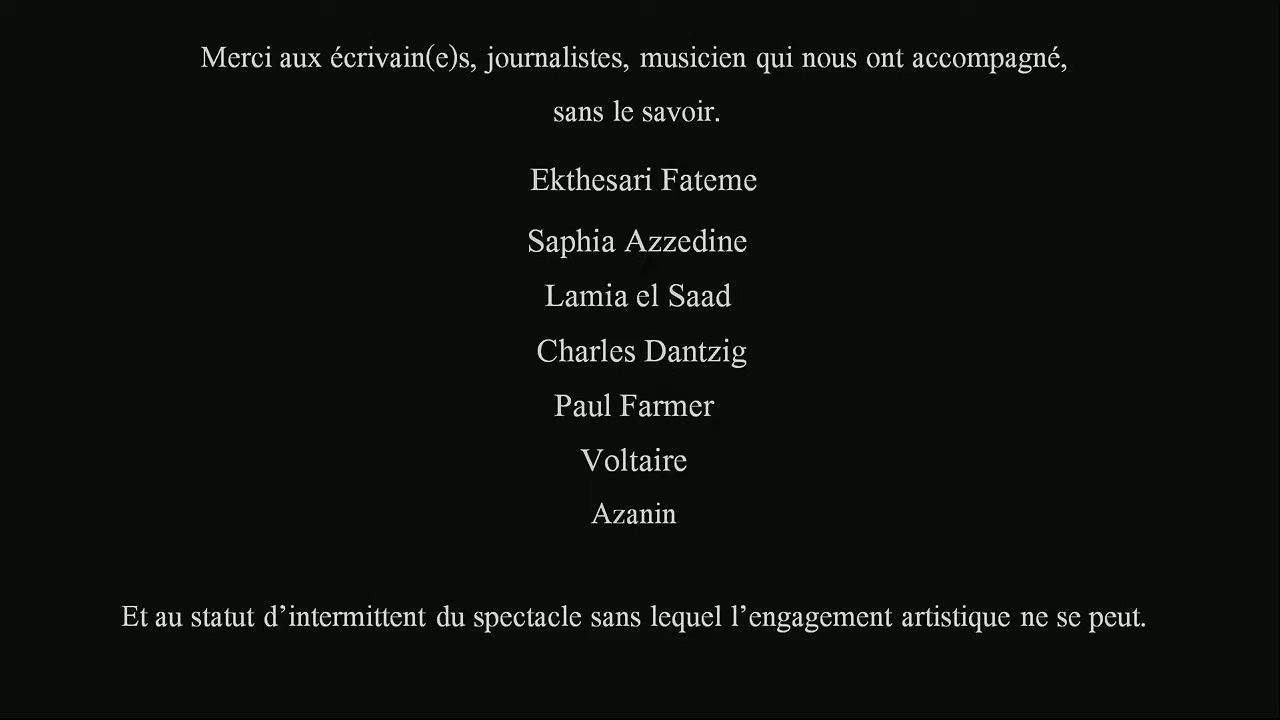 Merci aux écrivain(e)s, journalistes, musicien qui nous ont accompagné,
sans le savoir.
Ekthesari Fateme
Saphia Azzedine
Lamia el Saad
Charles Dantzig
Paul Farmer
Voltaire
Azanin
Et au statut d’intermittent du spectacle sans lequel l’engagement artistique ne se peut.